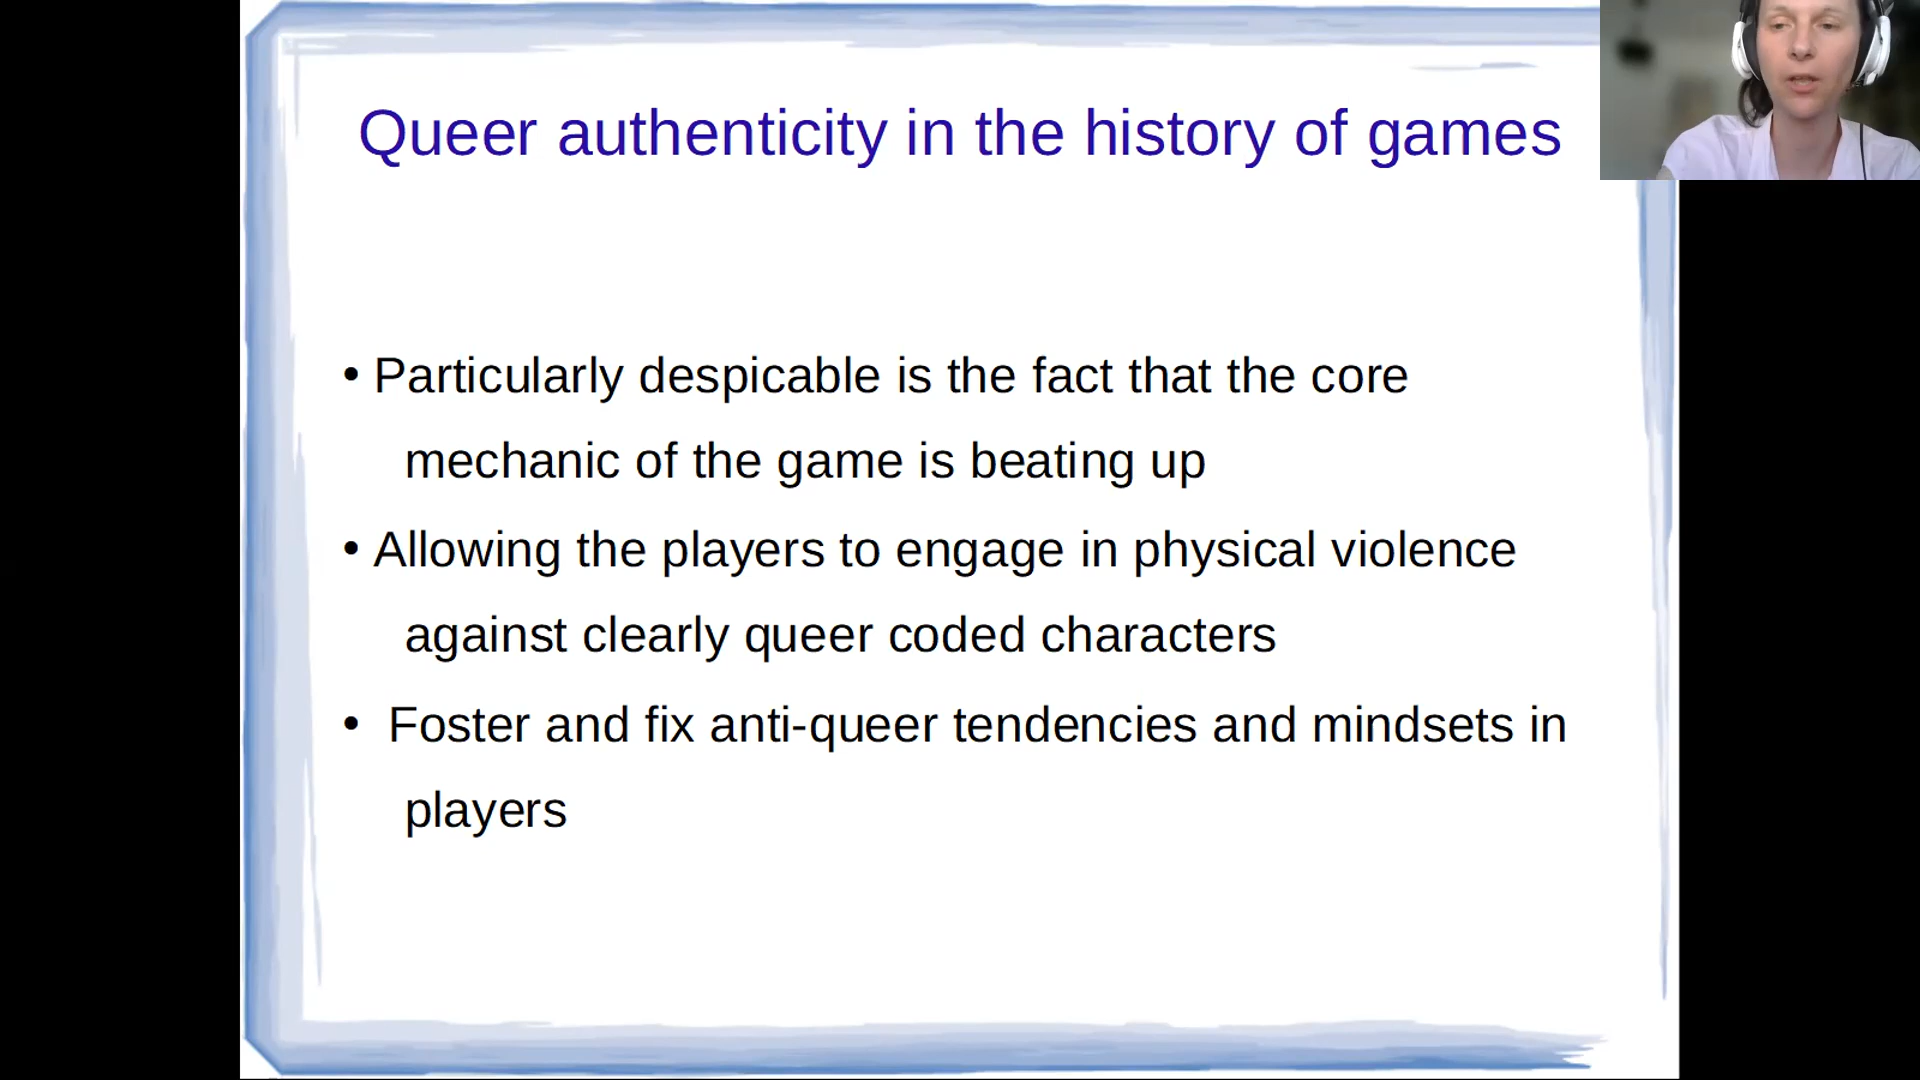 Queer authenticity in the history of games
• Particularly despicable is the fact that the core
mechanic of the game is beating up
• Allowing the players to engage in physical violence
against clearly queer coded characters
• Foster and fix anti-queer tendencies and mindsets in
players